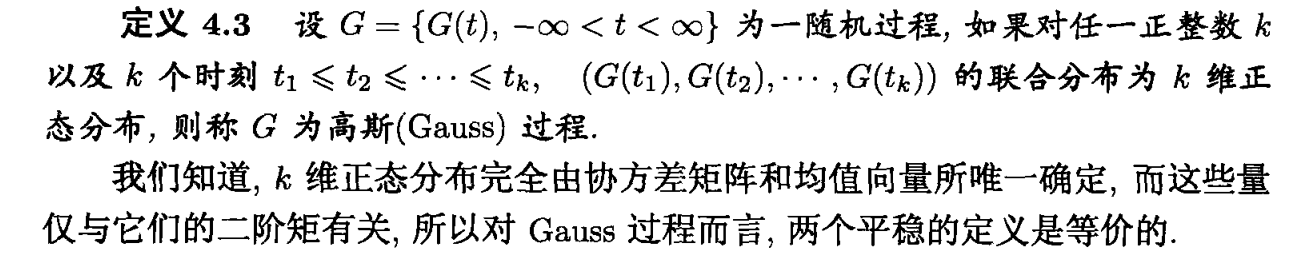 定义 4.3 设 G = {G(t), −∞ < t < ∞} 为一随机过程, 如果对任一正整数 k
以及 k 个时刻 t₁ ⩽ t₂ ⩽ ⋯ ⩽ tₖ, (G(t₁), G(t₂), ⋯ , G(tₖ)) 的联合分布为 k 维正
态分布, 则称 G 为高斯(Gauss) 过程.
我们知道, k 维正态分布完全由协方差矩阵和均值向量所唯一确定, 而这些量
仅与它们的二阶矩有关, 所以对 Gauss 过程而言, 两个平稳的定义是等价的.